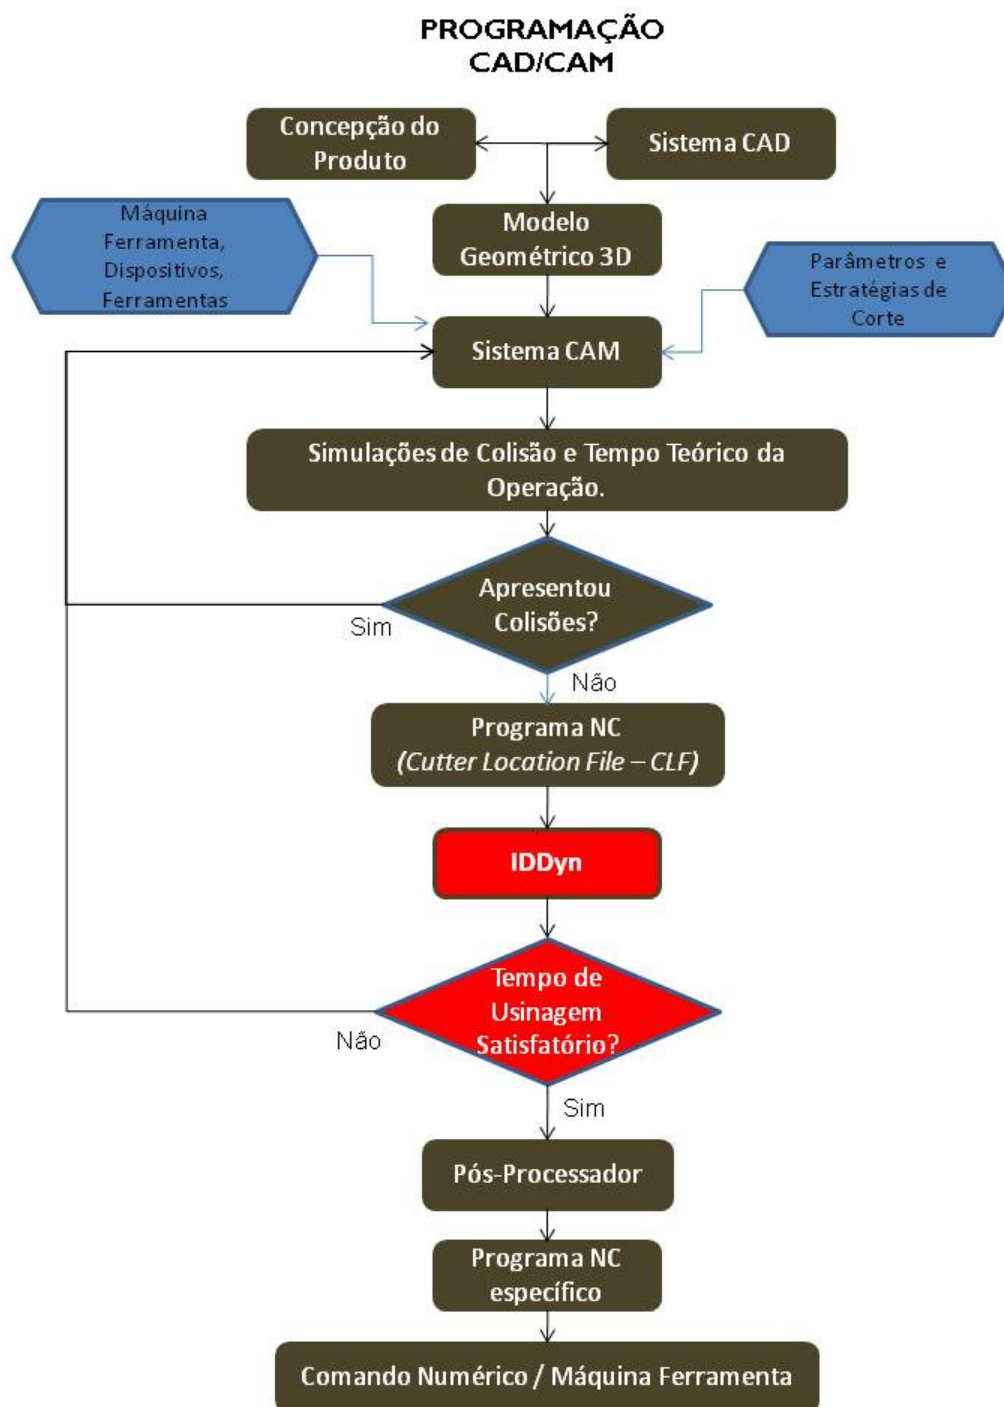 PROGRAMAÇÃO
CAD/CAM
Concepção do
Produto
Sistema CAD
Máquina
Ferramenta,
Dispositivos,
Ferramentas
Modelo
Geométrico 3D
Parâmetros e
Estratégias de
Corte
Sistema CAM
Simulações de Colisão e Tempo Teórico da
Operação.
Apresentou
Colisões?
Sim
Não
Programa NC
(Cutter Location File – CLF)
IDDyn
Tempo de
Usinagem
Satisfatório?
Não
Sim
Pós-Processador
Programa NC
específico
Comando Numérico / Máquina Ferramenta